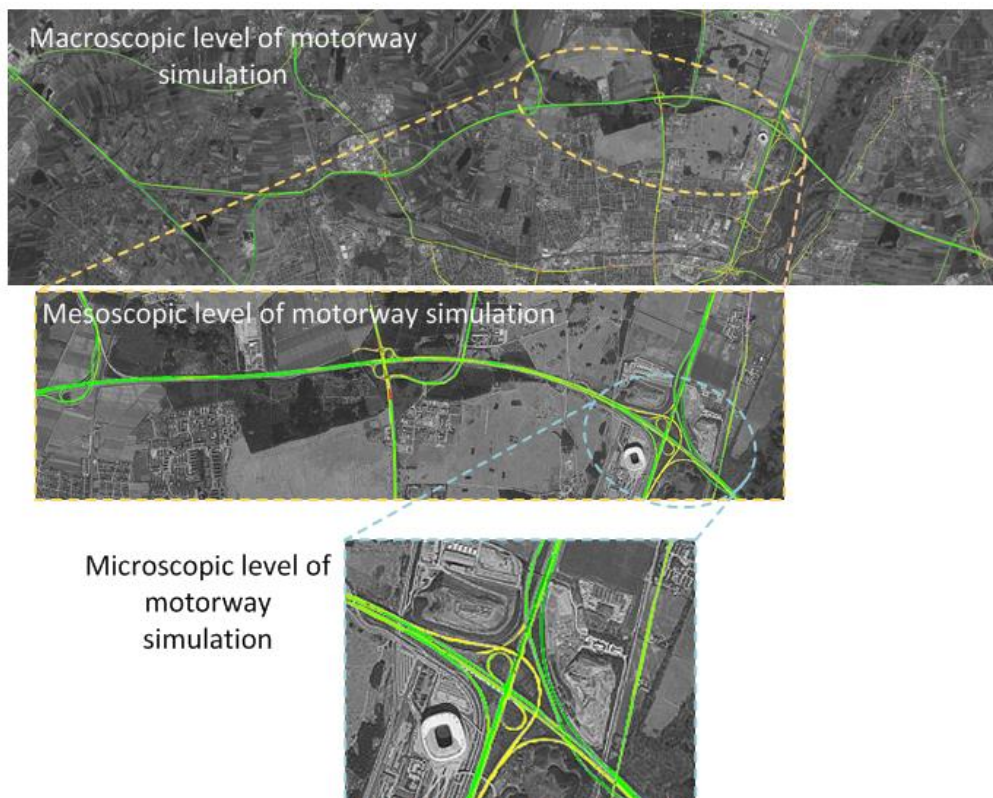 Macroscopic level of motorway
simulation
Mesoscopic level of motorway simulation
Microscopic level of
motorway
simulation